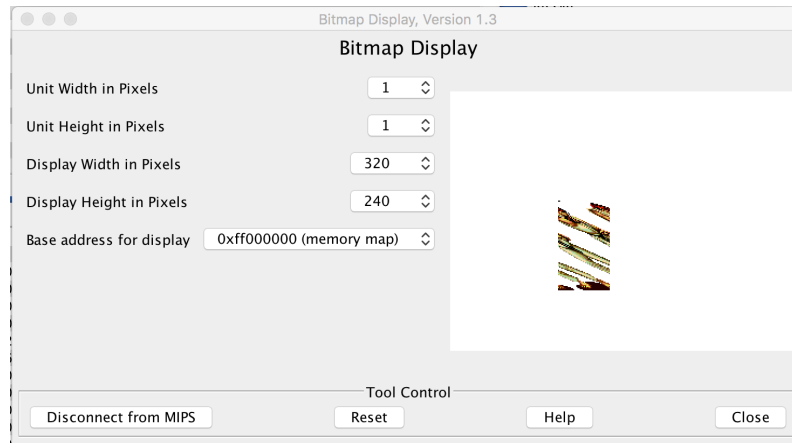 Bitmap Display, Version 1.3
Bitmap Display
Unit Width in Pixels 1
Unit Height in Pixels 1
Display Width in Pixels 320
Display Height in Pixels 240
Base address for display 0xff000000 (memory map)
Tool Control
Disconnect from MIPS Reset Help Close